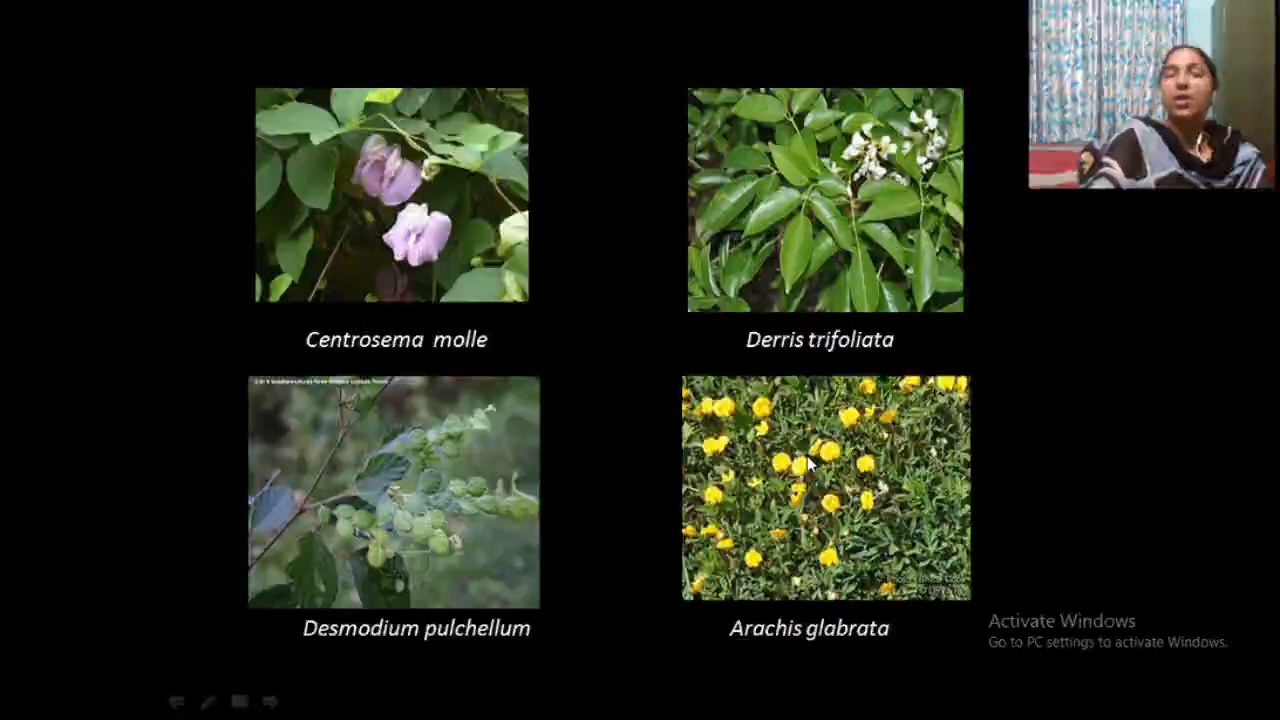 Centrosema molle
Derris trifoliata
Desmodium pulchellum
Arachis glabrata
Activate Windows
Go to PC settings to activate Windows.